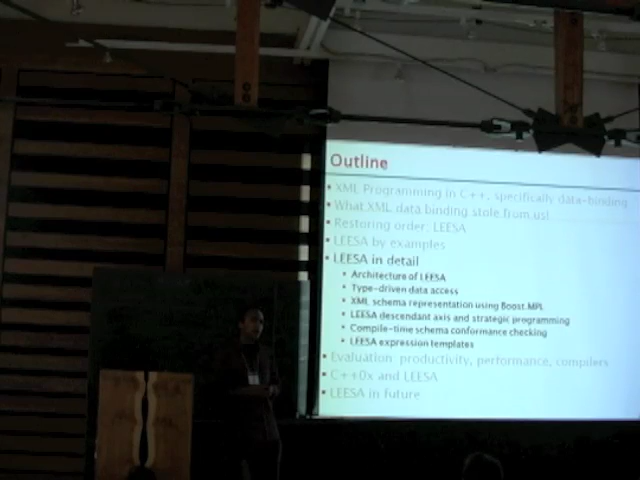 Outline
XML Programming in C++, specifically data-binding
What XML data binding stole from us!
Restoring order: LEESA
LEESA by examples
LEESA in detail
Architecture of LEESA
Type-driven data access
XML schema representation using Boost.MPL
LEESA descendant axis and strategic programming
Compile-time schema conformance checking
LEESA expression templates
Evaluation: productivity, performance, compilers
C++0x and LEESA
LEESA in future